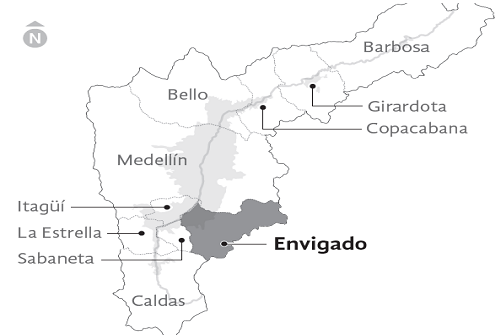 N
Barbosa
Bello
Girardota
Copacabana
Medellín
Itagüí
La Estrella
Envigado
Sabaneta
Caldas